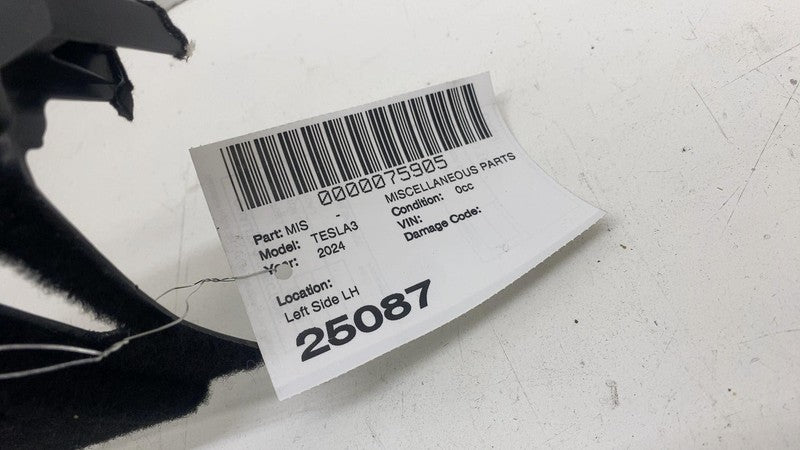 0000075905
Part: MIS - MISCELLANEOUS PARTS
Model: TESLA3 Condition: 0cc
Year: 2024 VIN:
Damage Code:
Location:
Left Side LH
25087